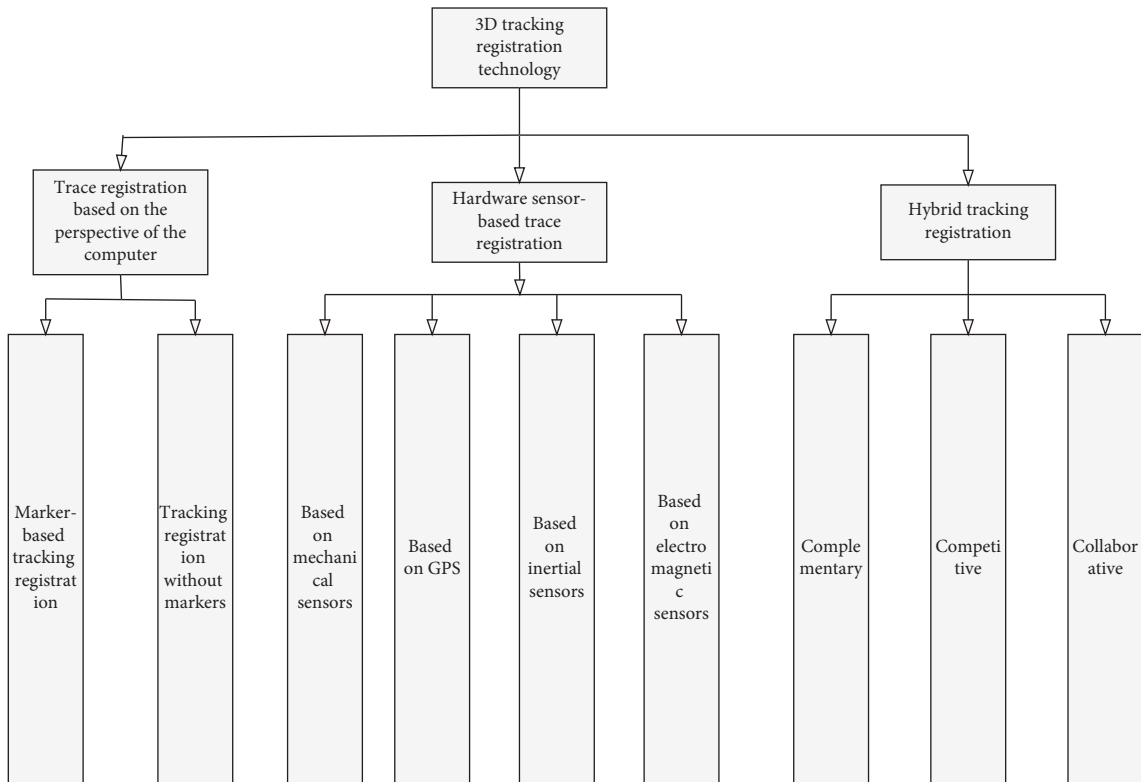 3D tracking
registration
technology
Trace registration
based on the
perspective of the
computer
Hardware sensor-
based trace
registration
Hybrid tracking
registration
Marker-
based
tracking
registrat
ion
Tracking
registrat
ion
without
markers
Based
on
mechani
cal
sensors
Based
on GPS
Based
on
inertial
sensors
Based
on
electro
magneti
c
sensors
Comple
mentary
Competi
tive
Collabor
ative